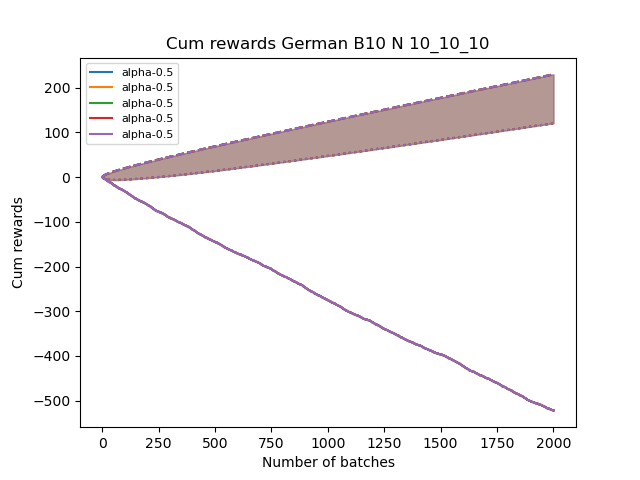 Cum rewards German B10 N 10_10_10
alpha-0.5
alpha-0.5
alpha-0.5
alpha-0.5
alpha-0.5
200
100
0
−100
−200
−300
−400
−500
Cum rewards
0 250 500 750 1000 1250 1500 1750 2000
Number of batches